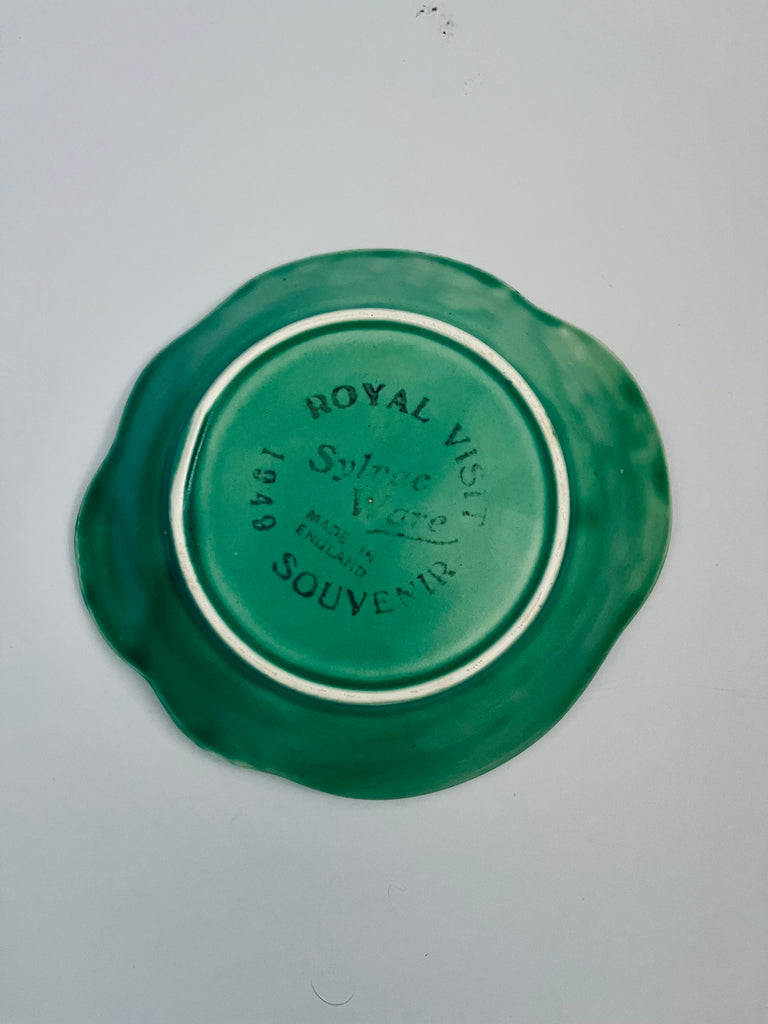 ROYAL VISIT
Sylvac
Ware
MADE IN
ENGLAND
SOUVENIR
1949